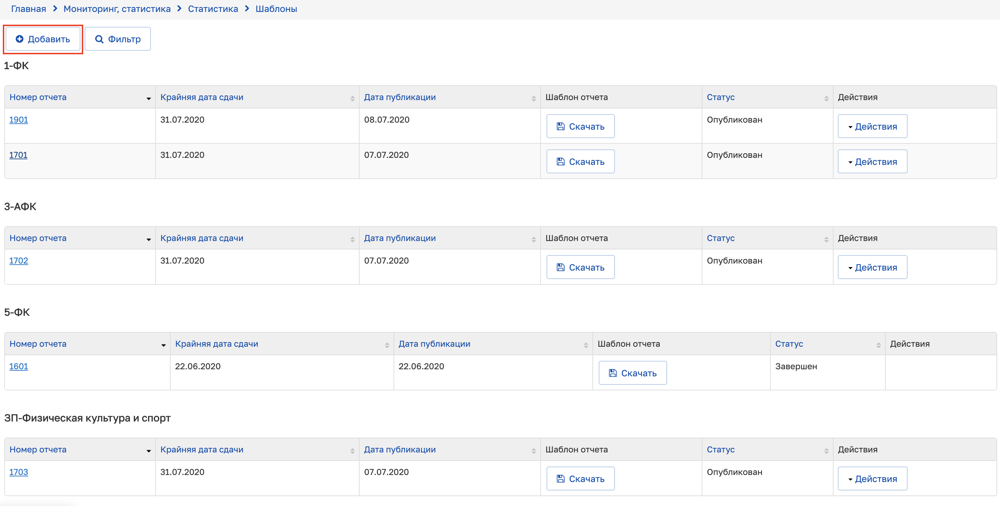 Главная > Мониторинг, статистика > Статистика > Шаблоны
Добавить Фильтр
1-ФК
Номер отчета Крайняя дата сдачи Дата публикации Шаблон отчета Статус Действия
1901 31.07.2020 08.07.2020 Скачать Опубликован Действия
1701 31.07.2020 07.07.2020 Скачать Опубликован Действия
3-АФК
Номер отчета Крайняя дата сдачи Дата публикации Шаблон отчета Статус Действия
1702 31.07.2020 07.07.2020 Скачать Опубликован Действия
5-ФК
Номер отчета Крайняя дата сдачи Дата публикации Шаблон отчета Статус Действия
1601 22.06.2020 22.06.2020 Скачать Завершен
ЗП-Физическая культура и спорт
Номер отчета Крайняя дата сдачи Дата публикации Шаблон отчета Статус Действия
1703 31.07.2020 07.07.2020 Скачать Опубликован Действия